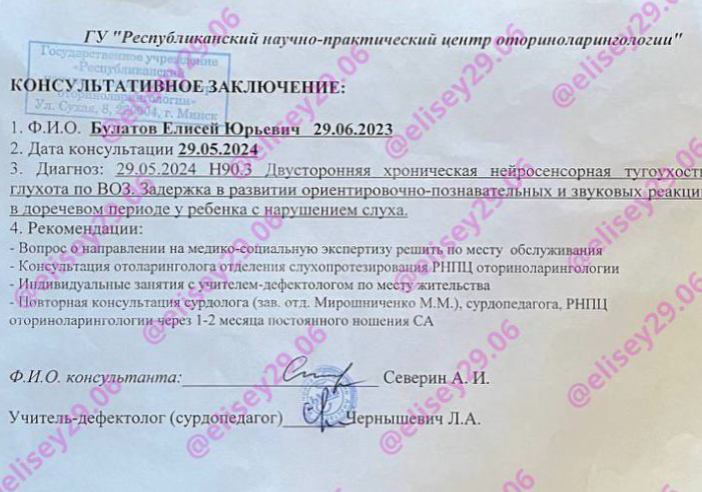 ГУ "Республиканский научно-практический центр оториноларингологии"
Государственное учреждение
«Республиканский
оториноларингологии»
Ул. Сухая, 8, 220004, г. Минск
КОНСУЛЬТАТИВНОЕ ЗАКЛЮЧЕНИЕ:
1. Ф.И.О. Булатов Елисей Юрьевич 29.06.2023
2. Дата консультации 29.05.2024
3. Диагноз: 29.05.2024 H90.3 Двусторонняя хроническая нейросенсорная тугоухость
глухота по ВОЗ. Задержка в развитии ориентировочно-познавательных и звуковых реакций
в доречевом периоде у ребенка с нарушением слуха.
4. Рекомендации:
- Вопрос о направлении на медико-социальную экспертизу решить по месту обслуживания
- Консультация отоларинголога отделения слухопротезирования РНПЦ оториноларингологии
- Индивидуальные занятия с учителем-дефектологом по месту жительства
- Повторная консультация сурдолога (зав. отд. Мирошниченко М.М.), сурдопедагога, РНПЦ
оториноларингологии через 1-2 месяца постоянного ношения СА
Ф.И.О. консультанта: Северин А. И.
Учитель-дефектолог (сурдопедагог) Чернышевич Л.А.
@elisey29.06
@elisey29.06
@elisey29.06
@elisey29.06
@elisey29.06
@elisey29.06
@elisey29.06
@elisey29.06
@elisey29.06